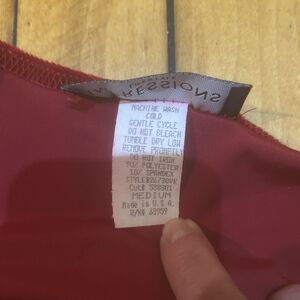 MACHINE WASH
COLD
GENTLE CYCLE
DO NOT BLEACH
TUMBLE DRY LOW
REMOVE PROMPTLY
DO NOT IRON
90% POLYESTER
10% SPANDEX
MEDIUM
Made in U.S.A.
R/N# 63959